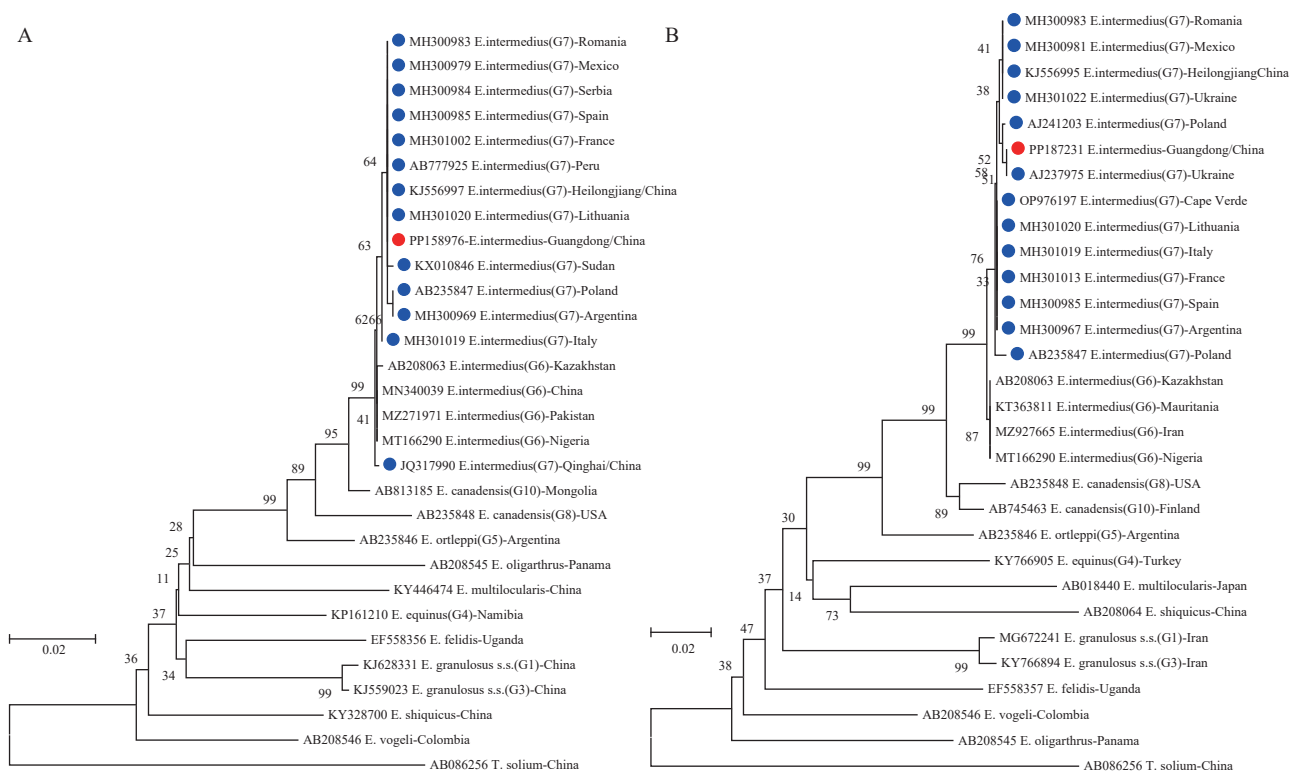 A
MH300983 E.intermedius(G7)-Romania
MH300979 E.intermedius(G7)-Mexico
MH300984 E.intermedius(G7)-Serbia
MH300985 E.intermedius(G7)-Spain
MH301002 E.intermedius(G7)-France
64
AB777925 E.intermedius(G7)-Peru
KJ556997 E.intermedius(G7)-Heilongjiang/China
MH301020 E.intermedius(G7)-Lithuania
PP158976-E.intermedius-Guangdong/China
63
KX010846 E.intermedius(G7)-Sudan
AB235847 E.intermedius(G7)-Poland
MH300969 E.intermedius(G7)-Argentina
6266
MH301019 E.intermedius(G7)-Italy
AB208063 E.intermedius(G6)-Kazakhstan
99
MN340039 E.intermedius(G6)-China
41
MZ271971 E.intermedius(G6)-Pakistan
MT166290 E.intermedius(G6)-Nigeria
95
JQ317990 E.intermedius(G7)-Qinghai/China
89
AB813185 E. canadensis(G10)-Mongolia
99
AB235848 E. canadensis(G8)-USA
28
AB235846 E. ortleppi(G5)-Argentina
25
AB208545 E. oligarthrus-Panama
11
KY446474 E. multilocularis-China
37
KP161210 E. equinus(G4)-Namibia
EF558356 E. felidis-Uganda
0.02
36
34
KJ628331 E. granulosus s.s.(G1)-China
99
KJ559023 E. granulosus s.s.(G3)-China
KY328700 E. shiquicus-China
AB208546 E. vogeli-Colombia
AB086256 T. solium-China
B
MH300983 E.intermedius(G7)-Romania
41
MH300981 E.intermedius(G7)-Mexico
KJ556995 E.intermedius(G7)-HeilongjiangChina
38
MH301022 E.intermedius(G7)-Ukraine
AJ241203 E.intermedius(G7)-Poland
PP187231 E.intermedius-Guangdong/China
52
58
51
AJ237975 E.intermedius(G7)-Ukraine
OP976197 E.intermedius(G7)-Cape Verde
MH301020 E.intermedius(G7)-Lithuania
MH301019 E.intermedius(G7)-Italy
76
33
MH301013 E.intermedius(G7)-France
MH300985 E.intermedius(G7)-Spain
MH300967 E.intermedius(G7)-Argentina
99
AB235847 E.intermedius(G7)-Poland
AB208063 E.intermedius(G6)-Kazakhstan
KT363811 E.intermedius(G6)-Mauritania
99
87
MZ927665 E.intermedius(G6)-Iran
MT166290 E.intermedius(G6)-Nigeria
99
AB235848 E. canadensis(G8)-USA
89
AB745463 E. canadensis(G10)-Finland
30
AB235846 E. ortleppi(G5)-Argentina
KY766905 E. equinus(G4)-Turkey
37
14
AB018440 E. multilocularis-Japan
73
AB208064 E. shiquicus-China
0.02
47
MG672241 E. granulosus s.s.(G1)-Iran
99
KY766894 E. granulosus s.s.(G3)-Iran
38
EF558357 E. felidis-Uganda
AB208546 E. vogeli-Colombia
AB208545 E. oligarthrus-Panama
AB086256 T. solium-China